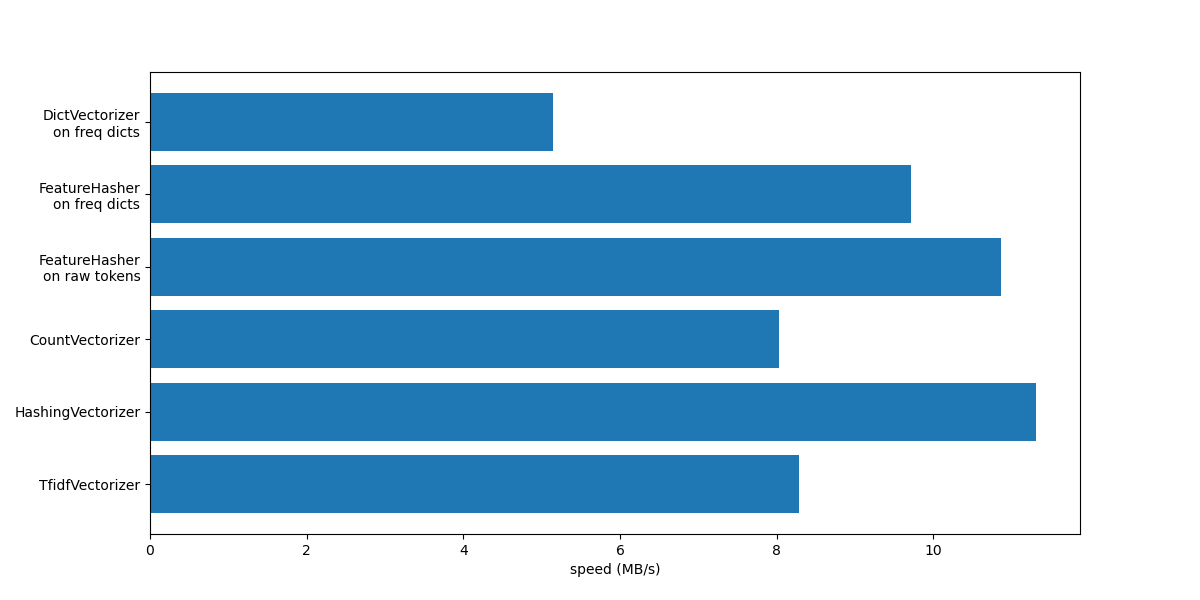 DictVectorizer
on freq dicts
FeatureHasher
on freq dicts
FeatureHasher
on raw tokens
CountVectorizer
HashingVectorizer
TfidfVectorizer
0 2 4 6 8 10
speed (MB/s)